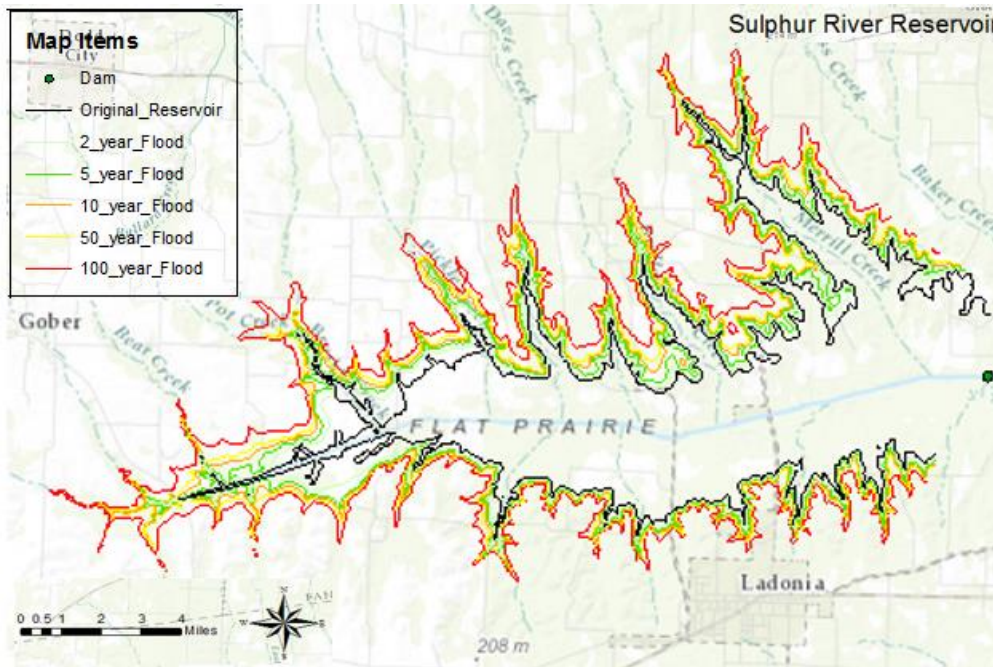 Sulphur River Reservoir
Map Items
City
Dam
Original_Reservoir
2_year_Flood
5_year_Flood
10_year_Flood
50_year_Flood
100_year_Flood
Davis Creek
Baker Creek
Merrill Creek
Gober
Pot Creek
Bear Creek
FLAT PRAIRIE
Ladonia
0 0.5 1 2 3 4
Miles
N
W
S
208 m